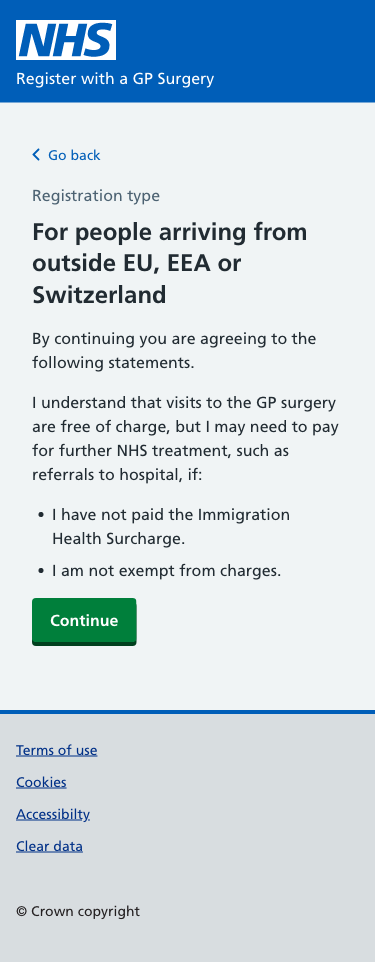 NHS
Register with a GP Surgery
Go back
Registration type
For people arriving from
outside EU, EEA or
Switzerland
By continuing you are agreeing to the
following statements.
I understand that visits to the GP surgery
are free of charge, but I may need to pay
for further NHS treatment, such as
referrals to hospital, if:
• I have not paid the Immigration
Health Surcharge.
• I am not exempt from charges.
Continue
Terms of use
Cookies
Accessibilty
Clear data
© Crown copyright